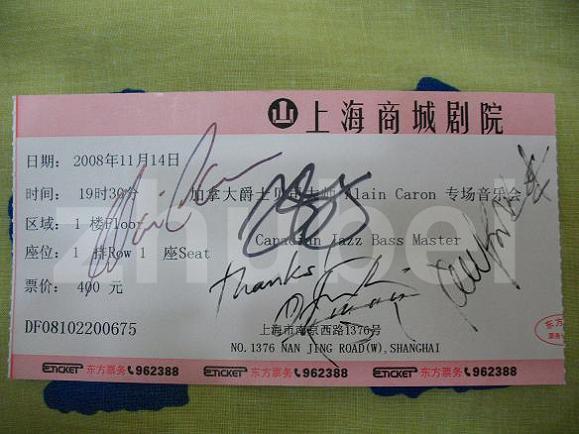 上海商城剧院
日期： 2008年11月14日
时间： 19时30分 加拿大爵士贝司大师 Alain Caron 专场音乐会
区域： 1 楼Floor
Canadian Jazz Bass Master
座位： 1 排Row 1 座Seat
Thanks!
票价： 400 元
DF08102200675
上海市南京西路1376号
NO.1376 NAN JING ROAD(W),SHANGHAI
ETICKET 东方票务 962388 ETICKET 东方票务 962388 ETICKET 东方票务 962388
zhubei